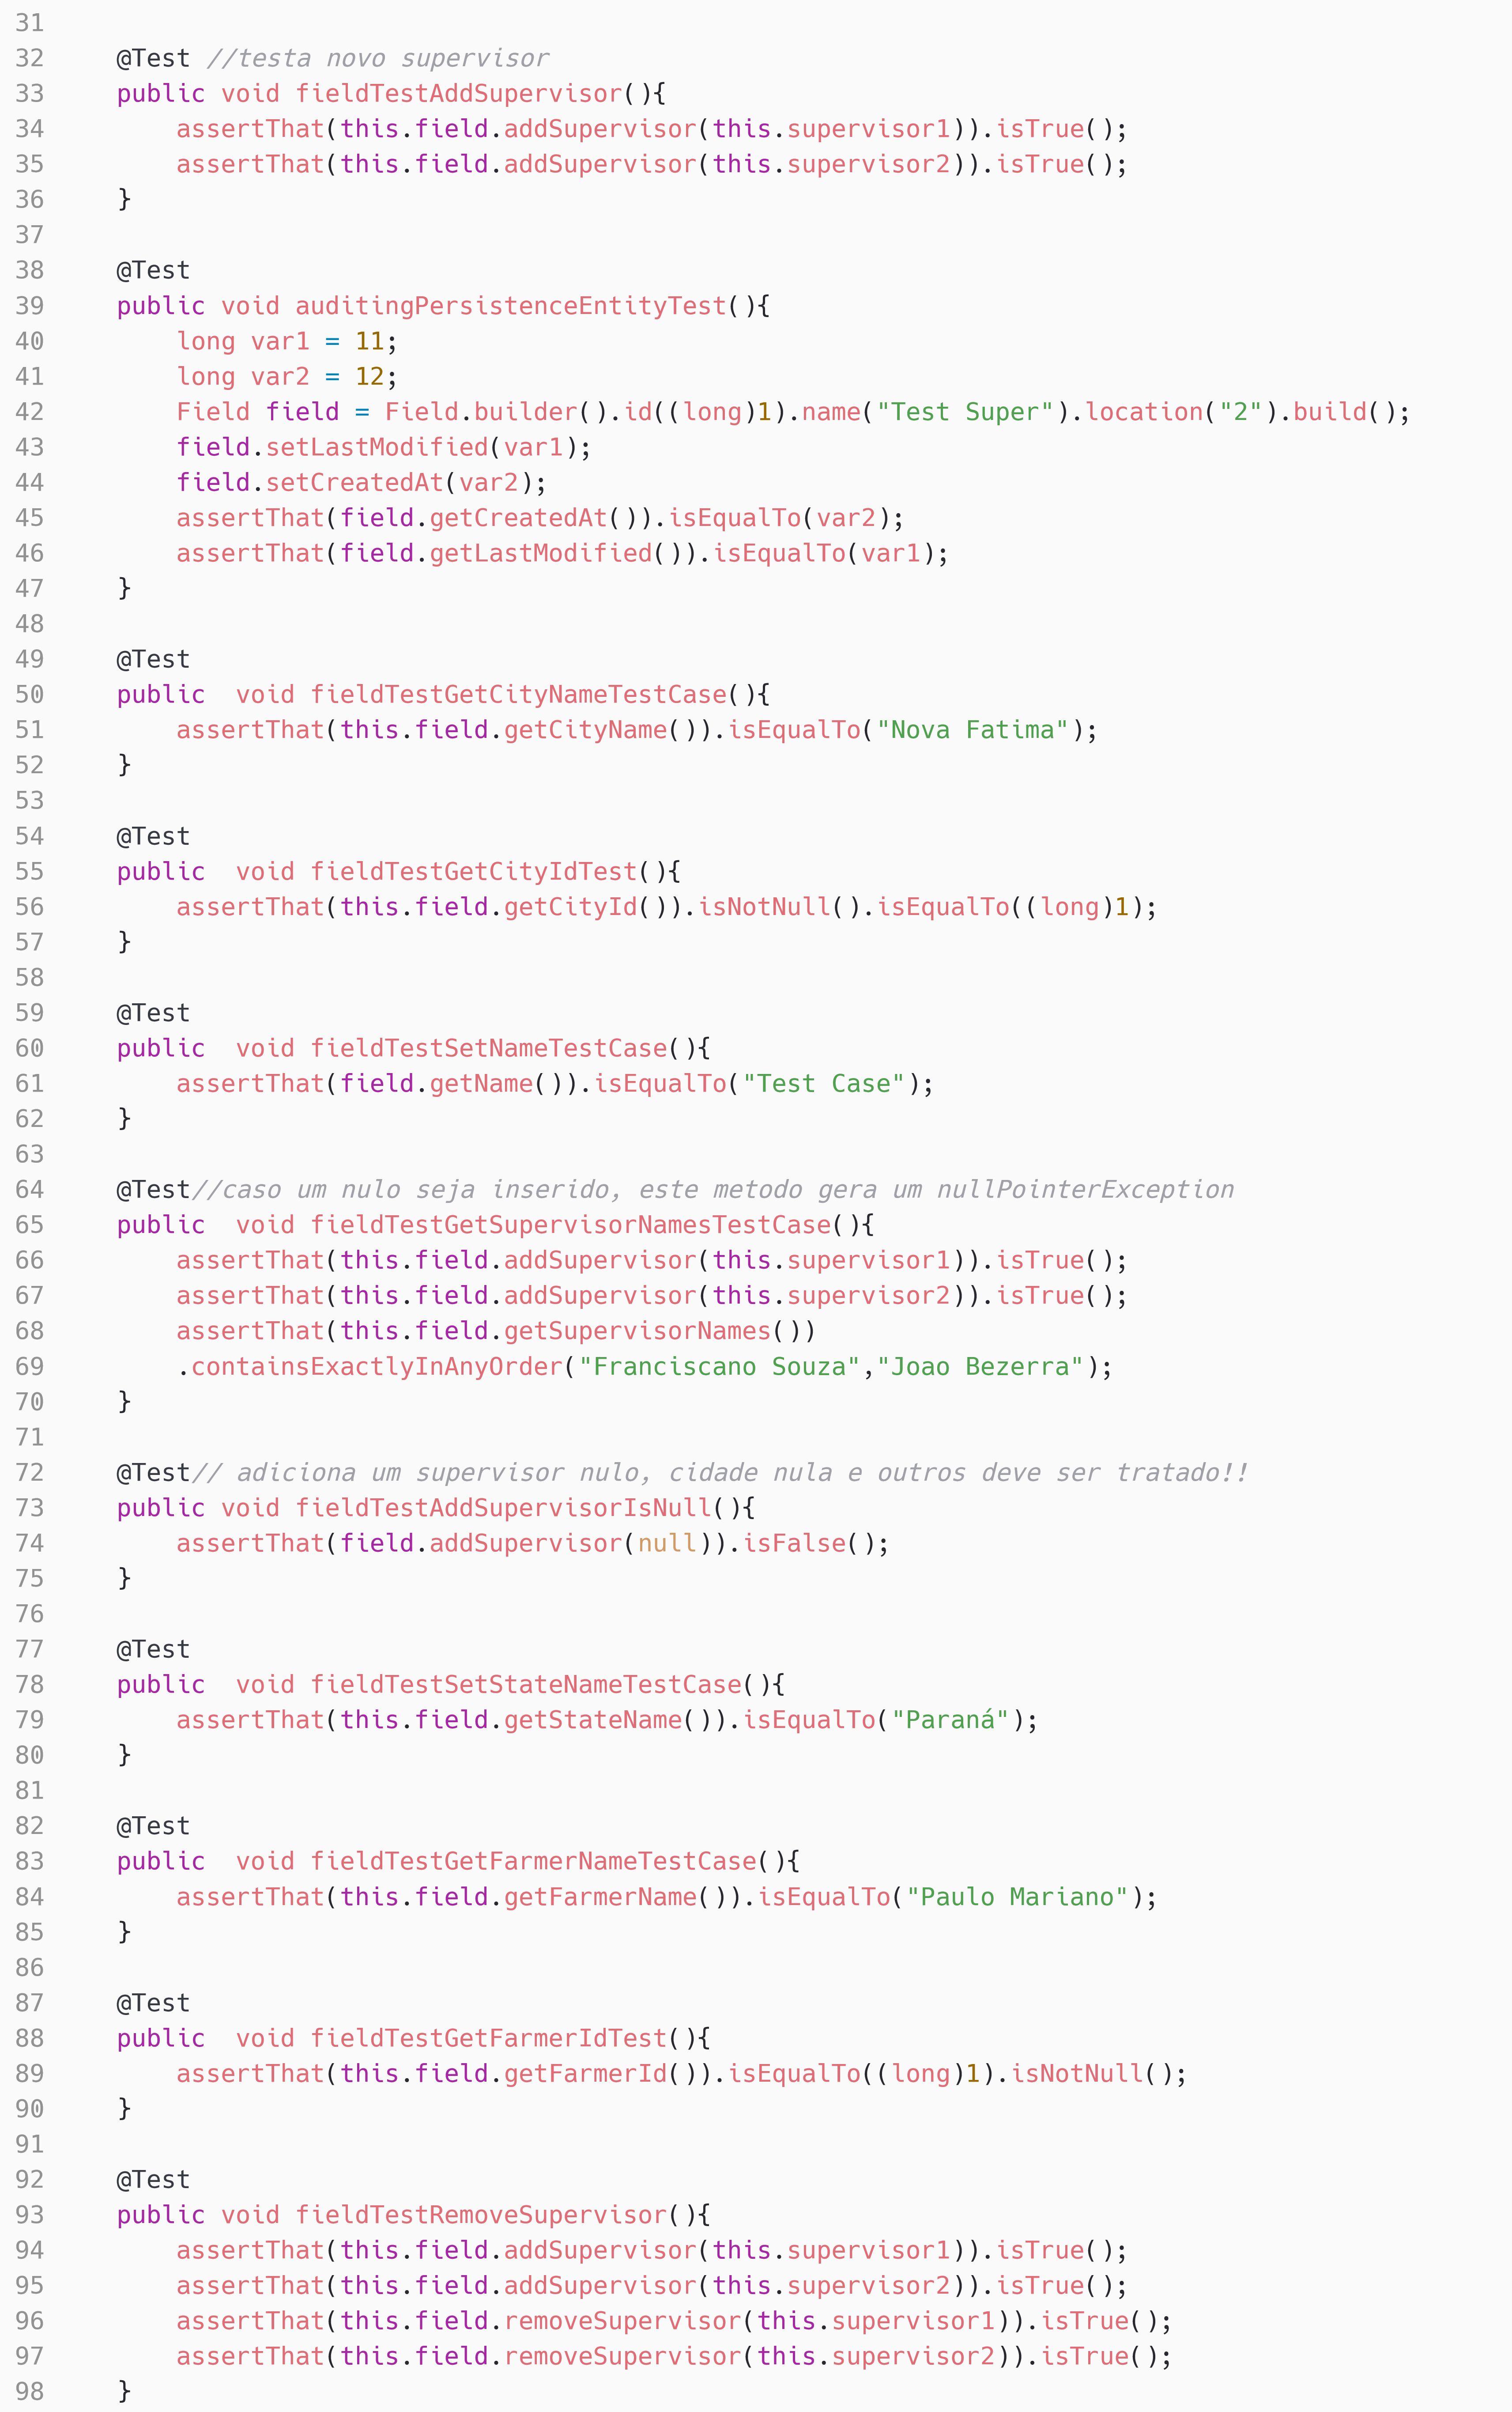 31
32     @Test //testa novo supervisor
33     public void fieldTestAddSupervisor(){
34         assertThat(this.field.addSupervisor(this.supervisor1)).isTrue();
35         assertThat(this.field.addSupervisor(this.supervisor2)).isTrue();
36     }
37
38     @Test
39     public void auditingPersistenceEntityTest(){
40         long var1 = 11;
41         long var2 = 12;
42         Field field = Field.builder().id((long)1).name("Test Super").location("2").build();
43         field.setLastModified(var1);
44         field.setCreatedAt(var2);
45         assertThat(field.getCreatedAt()).isEqualTo(var2);
46         assertThat(field.getLastModified()).isEqualTo(var1);
47     }
48
49     @Test
50     public  void fieldTestGetCityNameTestCase(){
51         assertThat(this.field.getCityName()).isEqualTo("Nova Fatima");
52     }
53
54     @Test
55     public  void fieldTestGetCityIdTest(){
56         assertThat(this.field.getCityId()).isNotNull().isEqualTo((long)1);
57     }
58
59     @Test
60     public  void fieldTestSetNameTestCase(){
61         assertThat(field.getName()).isEqualTo("Test Case");
62     }
63
64     @Test//caso um nulo seja inserido, este metodo gera um nullPointerException
65     public  void fieldTestGetSupervisorNamesTestCase(){
66         assertThat(this.field.addSupervisor(this.supervisor1)).isTrue();
67         assertThat(this.field.addSupervisor(this.supervisor2)).isTrue();
68         assertThat(this.field.getSupervisorNames())
69         .containsExactlyInAnyOrder("Franciscano Souza","Joao Bezerra");
70     }
71
72     @Test// adiciona um supervisor nulo, cidade nula e outros deve ser tratado!!
73     public void fieldTestAddSupervisorIsNull(){
74         assertThat(field.addSupervisor(null)).isFalse();
75     }
76
77     @Test
78     public  void fieldTestSetStateNameTestCase(){
79         assertThat(this.field.getStateName()).isEqualTo("Paraná");
80     }
81
82     @Test
83     public  void fieldTestGetFarmerNameTestCase(){
84         assertThat(this.field.getFarmerName()).isEqualTo("Paulo Mariano");
85     }
86
87     @Test
88     public  void fieldTestGetFarmerIdTest(){
89         assertThat(this.field.getFarmerId()).isEqualTo((long)1).isNotNull();
90     }
91
92     @Test
93     public void fieldTestRemoveSupervisor(){
94         assertThat(this.field.addSupervisor(this.supervisor1)).isTrue();
95         assertThat(this.field.addSupervisor(this.supervisor2)).isTrue();
96         assertThat(this.field.removeSupervisor(this.supervisor1)).isTrue();
97         assertThat(this.field.removeSupervisor(this.supervisor2)).isTrue();
98     }